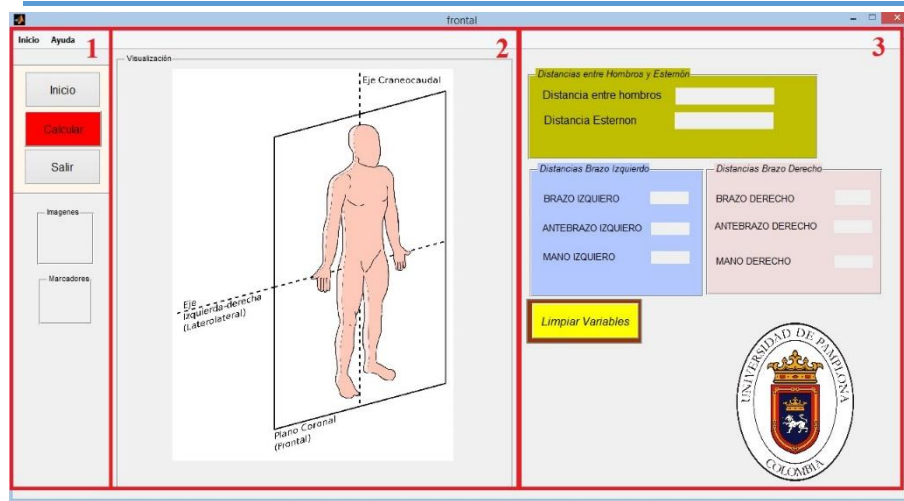 frontal
Inicio Ayuda
1
Inicio
Calcular
Salir
Imagenes
Marcadores
2
Visualización
Eje Craneocaudal
Eje
Izquierda-derecha
(Laterolateral)
Plano Coronal
(Frontal)
3
Distancias entre Hombros y Esternón
Distancia entre hombros
Distancia Esternon
Distancias Brazo Izquierdo
BRAZO IZQUIERO
ANTEBRAZO IZQUIERO
MANO IZQUIERO
Distancias Brazo Derecho
BRAZO DERECHO
ANTEBRAZO DERECHO
MANO DERECHO
Limpiar Variables
UNIVERSIDAD DE PAMPLONA
COLOMBIA